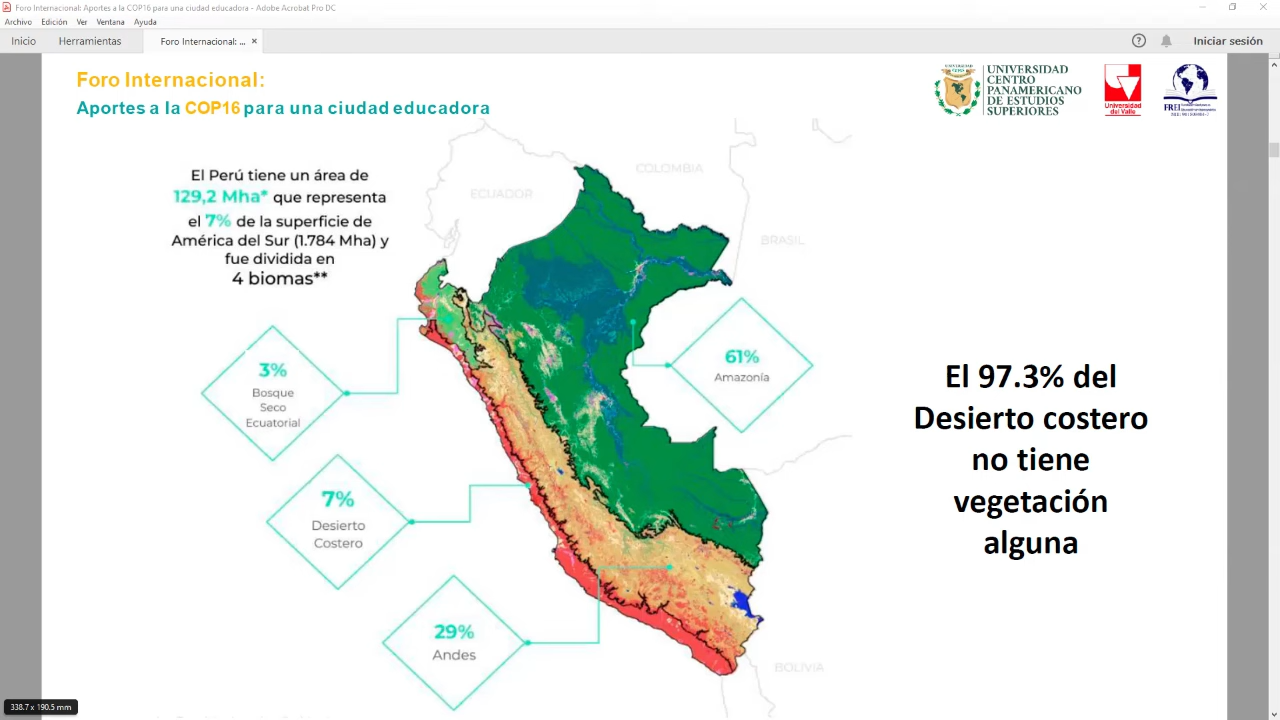 Foro Internacional: Aportes a la COP16 para una ciudad educadora - Adobe Acrobat Pro DC
Archivo Edición Ver Ventana Ayuda
Inicio Herramientas Foro Internacional: ... × Iniciar sesión
Foro Internacional:
Aportes a la COP16 para una ciudad educadora
UNIVERSIDAD
CENTRO
PANAMERICANO
DE ESTUDIOS
SUPERIORES
Universidad
del Valle
FREI
El Perú tiene un área de
129,2 Mha* que representa
el 7% de la superficie de
América del Sur (1.784 Mha) y
fue dividida en
4 biomas**
COLOMBIA
ECUADOR
BRASIL
BOLIVIA
3%
Bosque
Seco
Ecuatorial
61%
Amazonía
7%
Desierto
Costero
29%
Andes
El 97.3% del
Desierto costero
no tiene
vegetación
alguna
338.7 x 190.5 mm